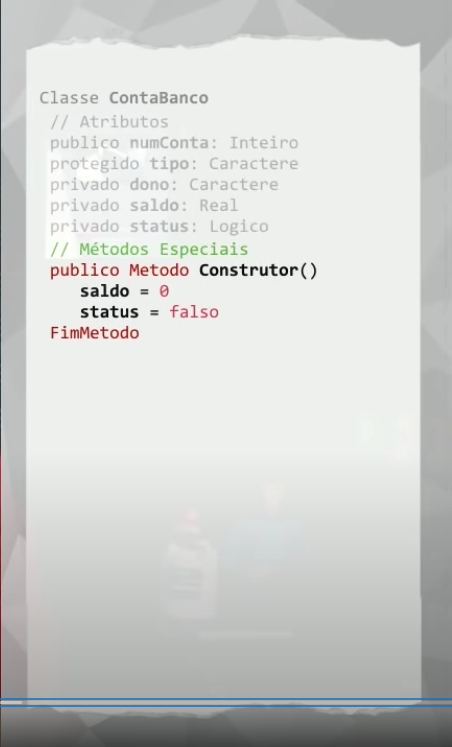 Classe ContaBanco
// Atributos
publico numConta: Inteiro
protegido tipo: Caractere
privado dono: Caractere
privado saldo: Real
privado status: Logico
// Métodos Especiais
publico Metodo Construtor()
saldo = 0
status = falso
FimMetodo